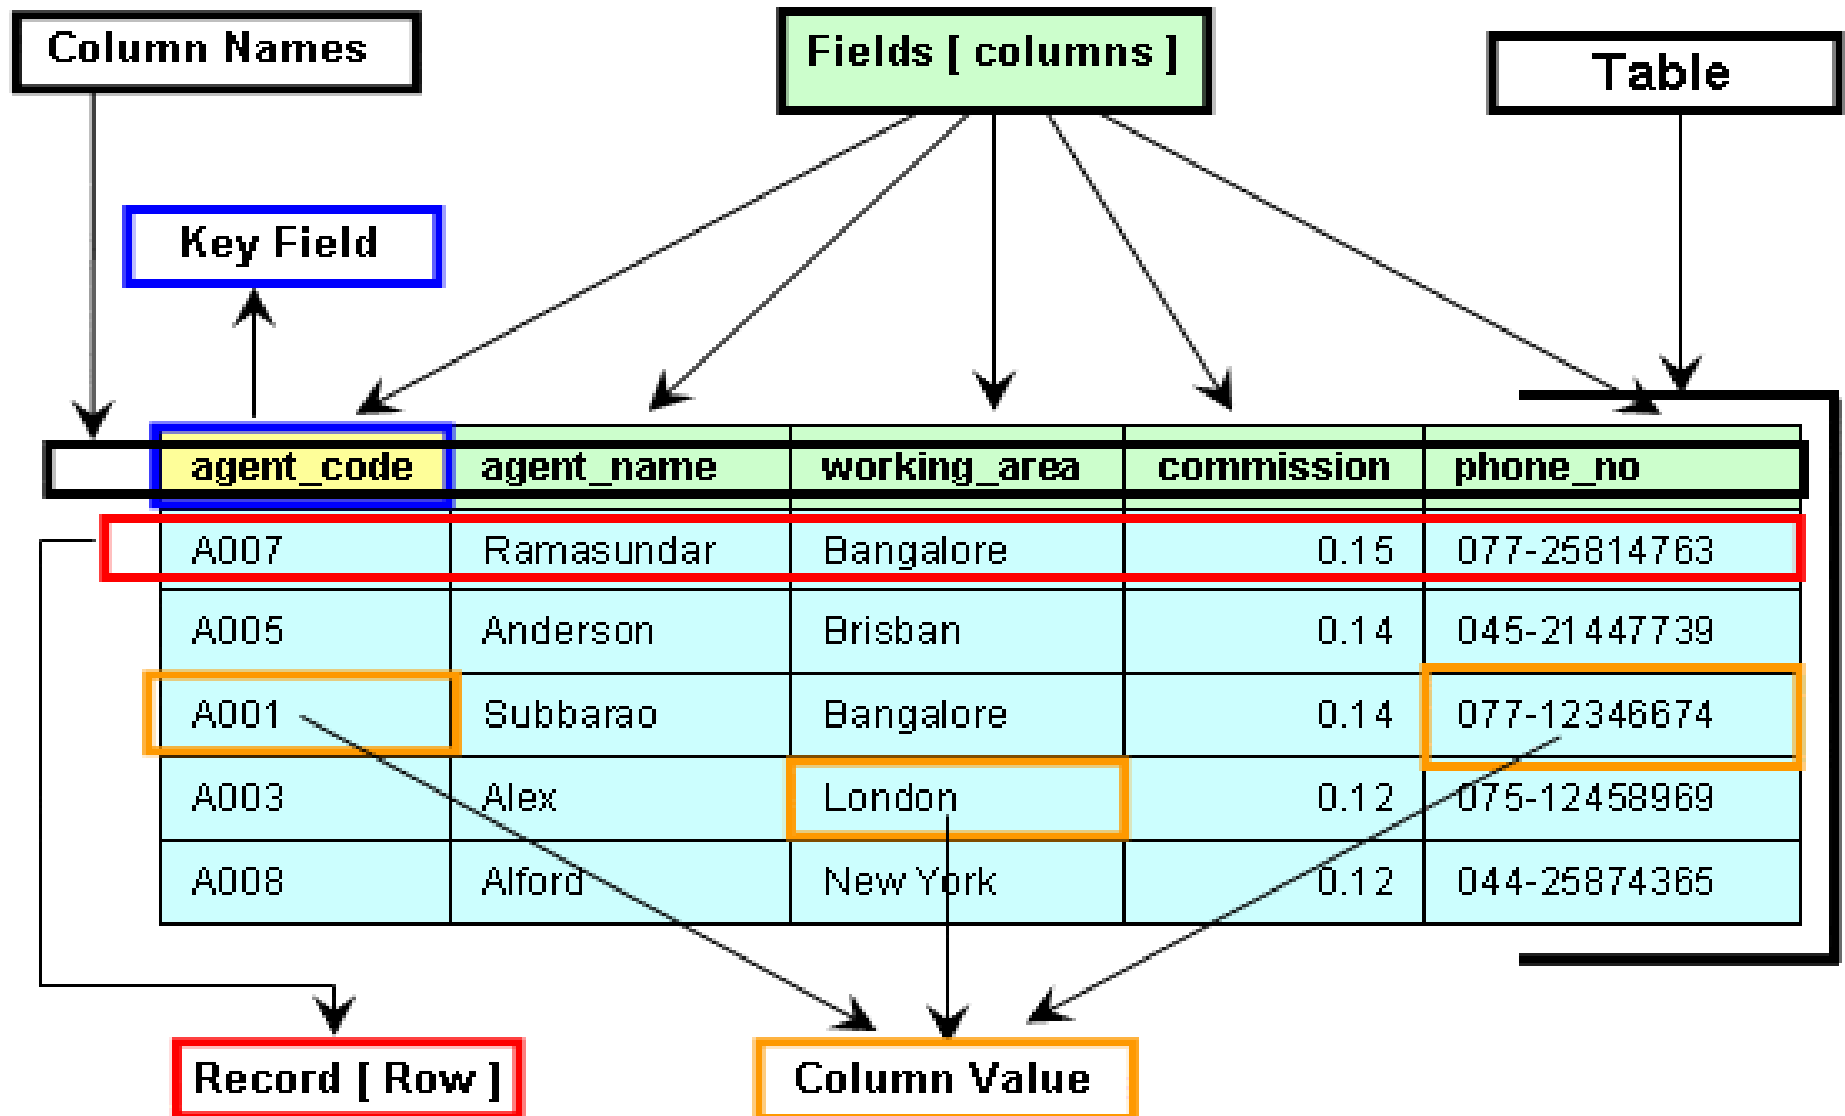 Column Names
Fields [ columns ]
Table
Key Field
agent_code agent_name working_area commission phone_no
A007 Ramasundar Bangalore 0.15 077-25814763
A005 Anderson Brisban 0.14 045-21447739
A001 Subbarao Bangalore 0.14 077-12346674
A003 Alex London 0.12 075-12458969
A008 Alford New York 0.12 044-25874365
Record [ Row ]
Column Value